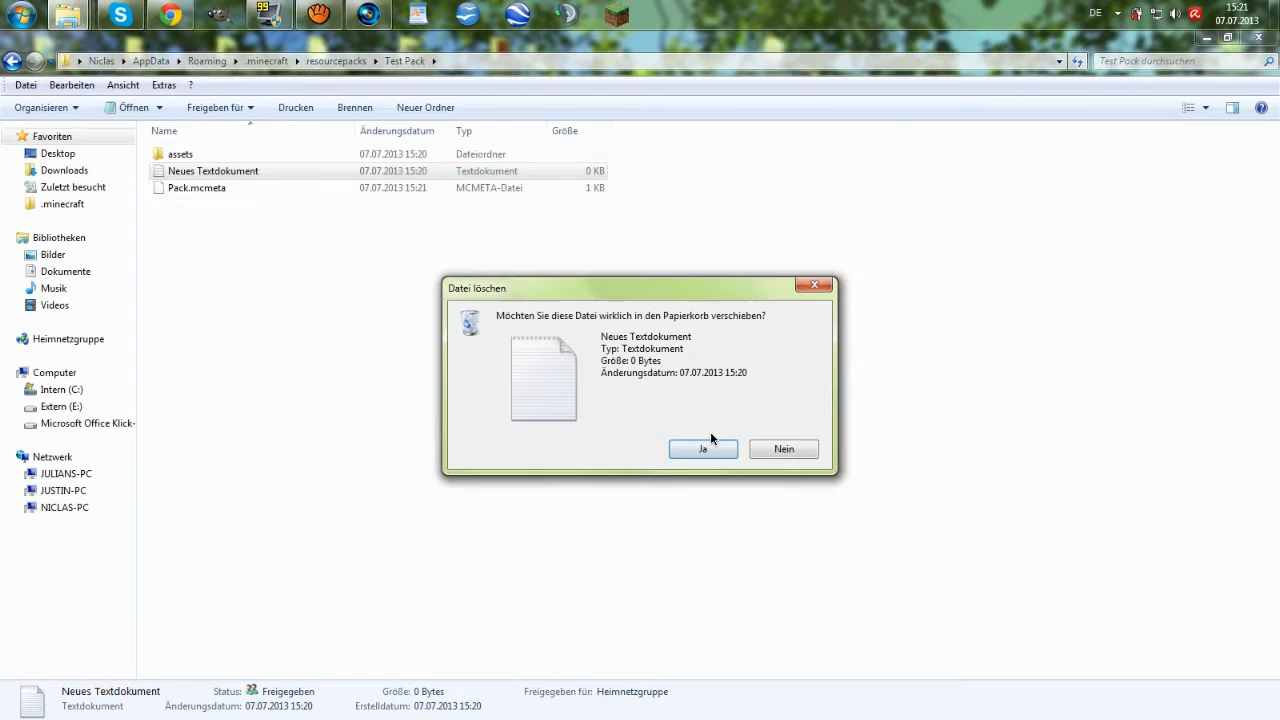 99
DE
15:21
07.07.2013
Niclas
AppData
Roaming
.minecraft
resourcepacks
Test Pack
Test Pack durchsuchen
Datei
Bearbeiten
Ansicht
Extras
?
Organisieren
Öffnen
Freigeben für
Drucken
Brennen
Neuer Ordner
Name
Änderungsdatum
Typ
Größe
assets
07.07.2013 15:20
Dateiordner
Neues Textdokument
07.07.2013 15:20
Textdokument
0 KB
Pack.mcmeta
07.07.2013 15:21
MCMETA-Datei
1 KB
Favoriten
Desktop
Downloads
Zuletzt besucht
.minecraft
Bibliotheken
Bilder
Dokumente
Musik
Videos
Heimnetzgruppe
Computer
Intern (C:)
Extern (E:)
Microsoft Office Klick-
Netzwerk
JULIANS-PC
JUSTIN-PC
NICLAS-PC
Datei löschen
Möchten Sie diese Datei wirklich in den Papierkorb verschieben?
Neues Textdokument
Typ: Textdokument
Größe: 0 Bytes
Änderungsdatum: 07.07.2013 15:20
Ja
Nein
Neues Textdokument
Status: Freigegeben
Größe: 0 Bytes
Freigegeben für: Heimnetzgruppe
Textdokument
Änderungsdatum: 07.07.2013 15:20
Erstelldatum: 07.07.2013 15:20